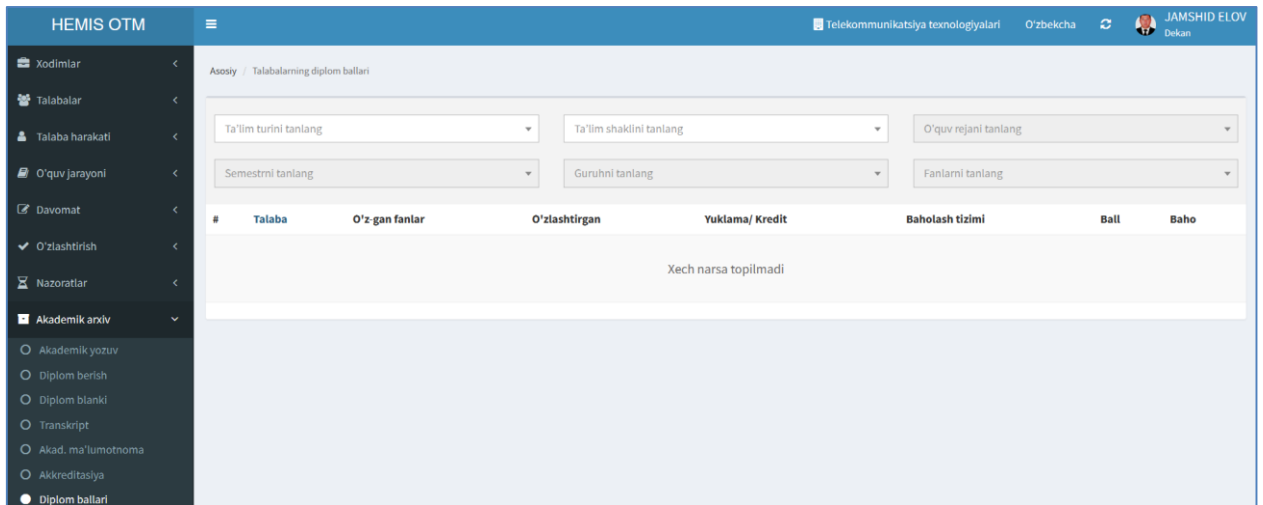 HEMIS OTM
Telekommunikatsiya texnologiyalari O'zbekcha JAMSHID ELOV
Dekan
Xodimlar
Talabalar
Talaba harakati
O'quv jarayoni
Davomat
O'zlashtirish
Nazoratlar
Akademik arxiv
Akademik yozuv
Diplom berish
Diplom blanki
Transkript
Akad. ma'lumotnoma
Akkreditasiya
Diplom ballari
Asosiy / Talabalarning diplom ballari
Ta'lim turini tanlang Ta'lim shaklini tanlang O'quv rejani tanlang
Semestrni tanlang Guruhni tanlang Fanlarni tanlang
# Talaba O'z-gan fanlar O'zlashtirgan Yuklama/ Kredit Baholash tizimi Ball Baho
Xech narsa topilmadi